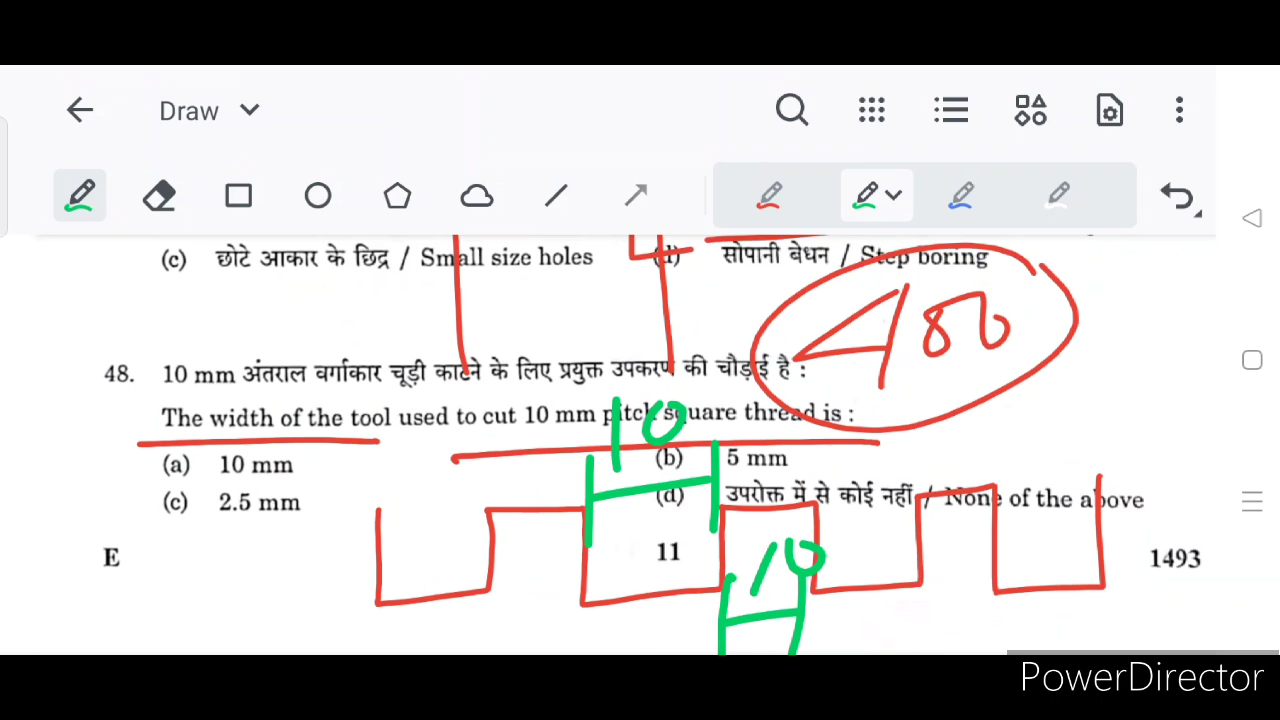 Draw
(c) छोटे आकार के छिद्र / Small size holes (d) सोपानी बेधन / Step boring
480
48. 10 mm अंतराल वर्गाकार चूड़ी काटने के लिए प्रयुक्त उपकरण की चौड़ाई है :
The width of the tool used to cut 10 mm pitch square thread is :
10
(a) 10 mm (b) 5 mm
(c) 2.5 mm (d) उपरोक्त में से कोई नहीं / None of the above
10
E 11 1493
PowerDirector